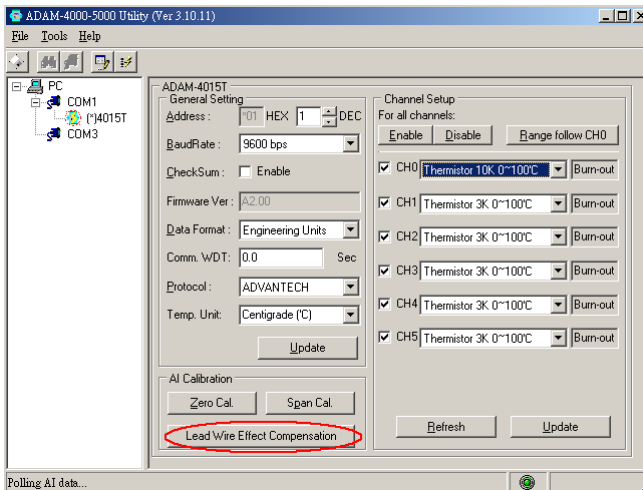 ADAM-4000-5000 Utility (Ver 3.10.11)
File Tools Help
PC
COM1
(*)4015T
COM3
ADAM-4015T
General Setting
Address : *01 HEX 1 DEC
BaudRate : 9600 bps
CheckSum : Enable
Firmware Ver : A2.00
Data Format : Engineering Units
Comm. WDT: 0.0 Sec
Protocol : ADVANTECH
Temp. Unit: Centigrade ('C)
Update
AI Calibration
Zero Cal. Span Cal.
Lead Wire Effect Compensation
Channel Setup
For all channels:
Enable Disable Range follow CH0
CH0 Thermistor 10K 0~100'C Burn-out
CH1 Thermistor 3K 0~100'C Burn-out
CH2 Thermistor 3K 0~100'C Burn-out
CH3 Thermistor 3K 0~100'C Burn-out
CH4 Thermistor 3K 0~100'C Burn-out
CH5 Thermistor 3K 0~100'C Burn-out
Refresh Update
Polling AI data...